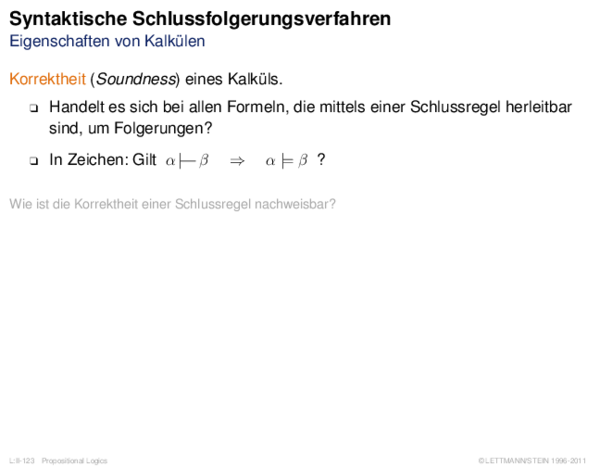 Syntaktische Schlussfolgerungsverfahren
Eigenschaften von Kalkülen
Korrektheit (Soundness) eines Kalküls.
❑ Handelt es sich bei allen Formeln, die mittels einer Schlussregel herleitbar
sind, um Folgerungen?
❑ In Zeichen: Gilt α ⊢ β ⇒ α ⊨ β ?
Wie ist die Korrektheit einer Schlussregel nachweisbar?
L:II-123 Propositional Logics ©LETTMANN/STEIN 1996-2011